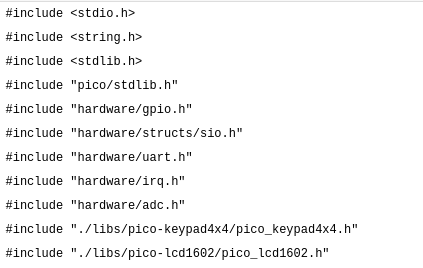 #include <stdio.h>
#include <string.h>
#include <stdlib.h>
#include "pico/stdlib.h"
#include "hardware/gpio.h"
#include "hardware/structs/sio.h"
#include "hardware/uart.h"
#include "hardware/irq.h"
#include "hardware/adc.h"
#include "./libs/pico-keypad4x4/pico_keypad4x4.h"
#include "./libs/pico-lcd1602/pico_lcd1602.h"